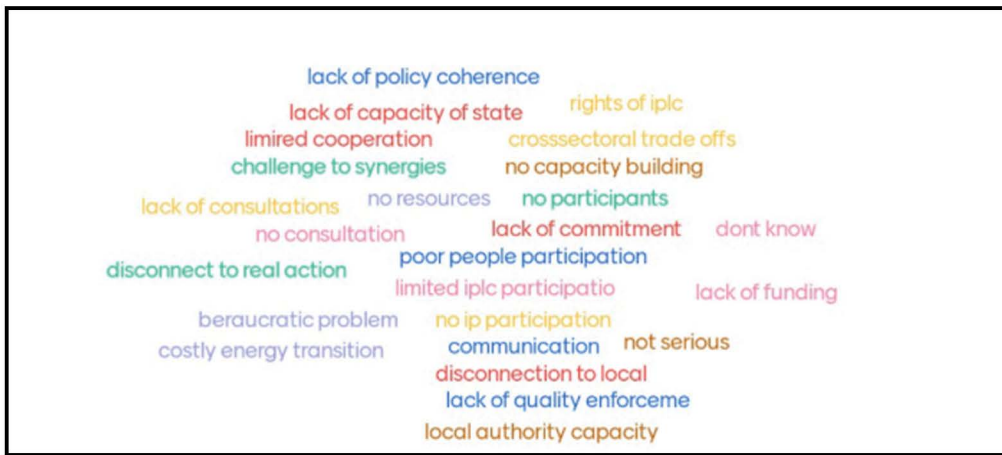 lack of policy coherence
rights of iplc
lack of capacity of state
limired cooperation
crosssectoral trade offs
challenge to synergies
no capacity building
no resources
no participants
lack of consultations
lack of commitment
dont know
no consultation
poor people participation
disconnect to real action
limited iplc participatio
lack of funding
beraucratic problem
no ip participation
not serious
communication
costly energy transition
disconnection to local
lack of quality enforceme
local authority capacity